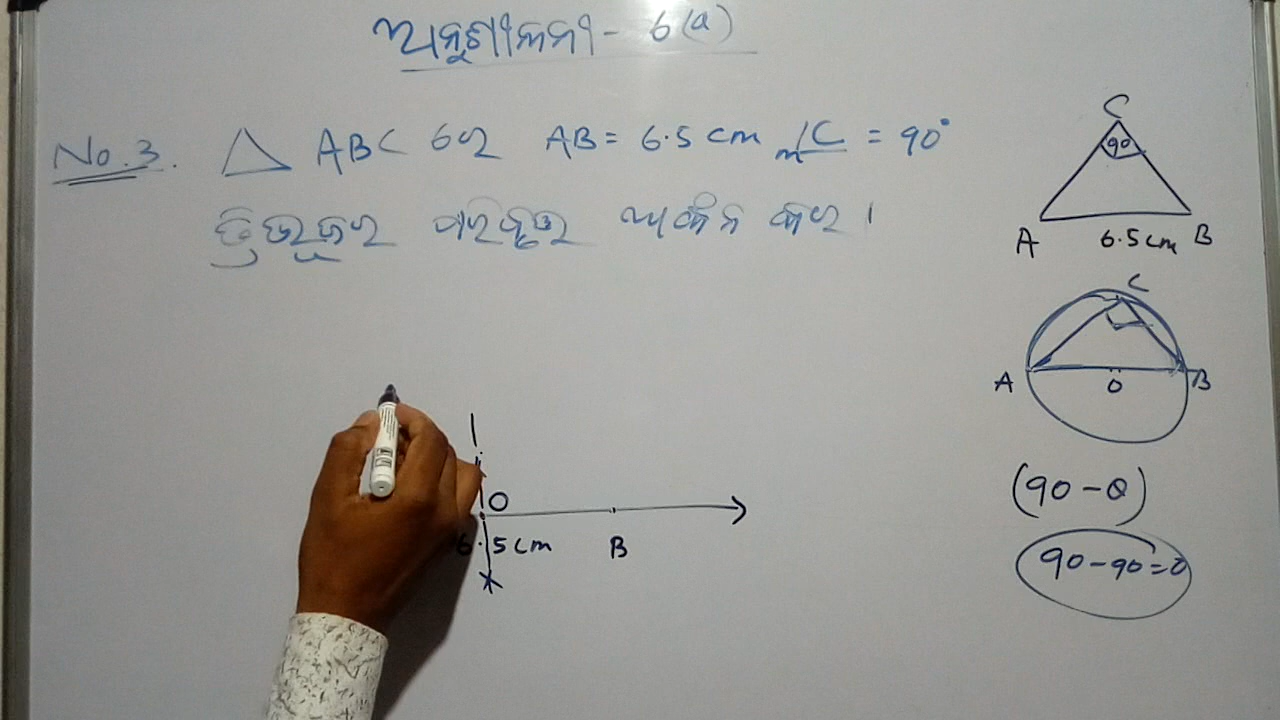 ଅନୁଶୀଳନୀ - 6(a)
No.3. △ ABC ରେ AB = 6.5 cm m∠C = 90°
ତ୍ରିଭୁଜର ପରିବୃତ୍ତ ଅଙ୍କନ କର ।
C
90
A 6.5 cm B
C
A O B
(90 - θ)
90 - 90 = 0
O
6.5 cm B